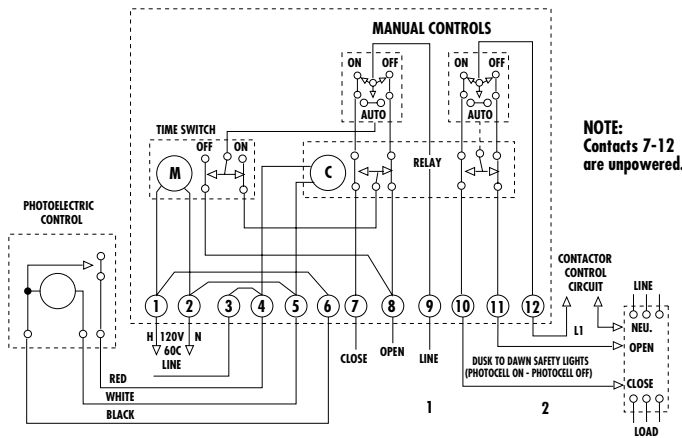 MANUAL CONTROLS
ON OFF
ON OFF
AUTO
AUTO
NOTE:
Contacts 7-12
are unpowered.
TIME SWITCH
OFF ON
M
C
RELAY
PHOTOELECTRIC
CONTROL
1 2 3 4 5 6 7 8 9 10 11 12
CONTACTOR
CONTROL
CIRCUIT
LINE
H 120V N
60C
LINE
CLOSE
OPEN
LINE
L1
NEU.
OPEN
DUSK TO DAWN SAFETY LIGHTS
(PHOTOCELL ON - PHOTOCELL OFF)
CLOSE
RED
WHITE
BLACK
1
2
LOAD